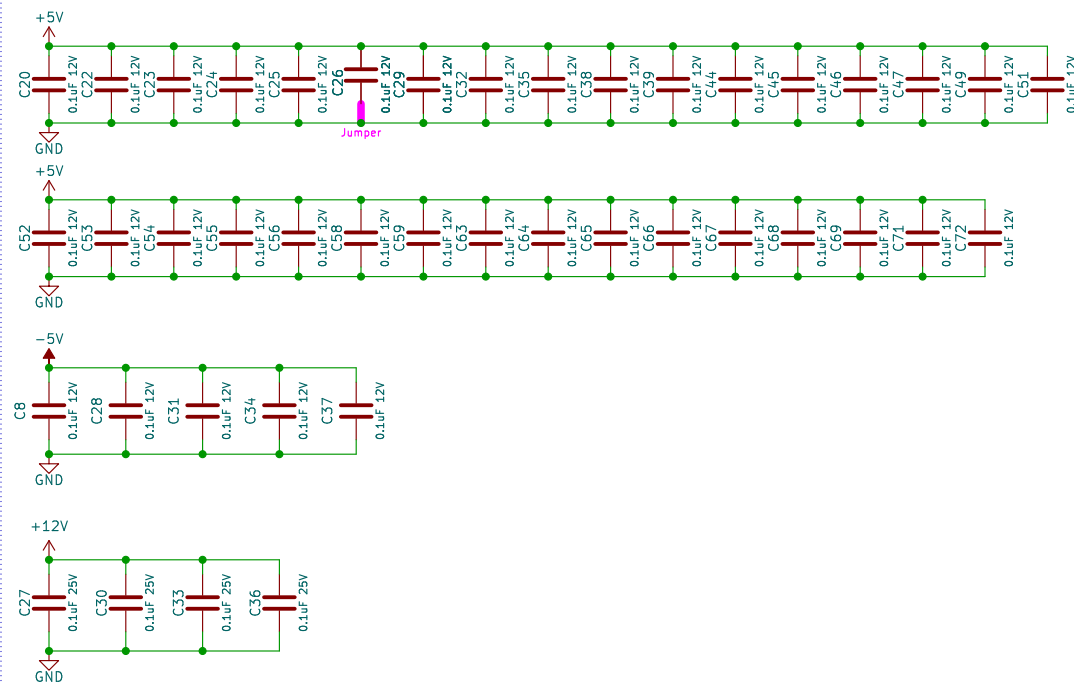 +5V
C20 0.1uF 12V C22 0.1uF 12V C23 0.1uF 12V C24 0.1uF 12V C25 0.1uF 12V C26 0.1uF 12V C29 0.1uF 12V C32 0.1uF 12V C35 0.1uF 12V C38 0.1uF 12V C39 0.1uF 12V C44 0.1uF 12V C45 0.1uF 12V C46 0.1uF 12V C47 0.1uF 12V C49 0.1uF 12V C51 0.1uF 12V
Jumper
GND
+5V
C52 0.1uF 12V C53 0.1uF 12V C54 0.1uF 12V C55 0.1uF 12V C56 0.1uF 12V C58 0.1uF 12V C59 0.1uF 12V C63 0.1uF 12V C64 0.1uF 12V C65 0.1uF 12V C66 0.1uF 12V C67 0.1uF 12V C68 0.1uF 12V C69 0.1uF 12V C71 0.1uF 12V C72 0.1uF 12V
GND
-5V
C8 0.1uF 12V C28 0.1uF 12V C31 0.1uF 12V C34 0.1uF 12V C37 0.1uF 12V
GND
+12V
C27 0.1uF 25V C30 0.1uF 25V C33 0.1uF 25V C36 0.1uF 25V
GND